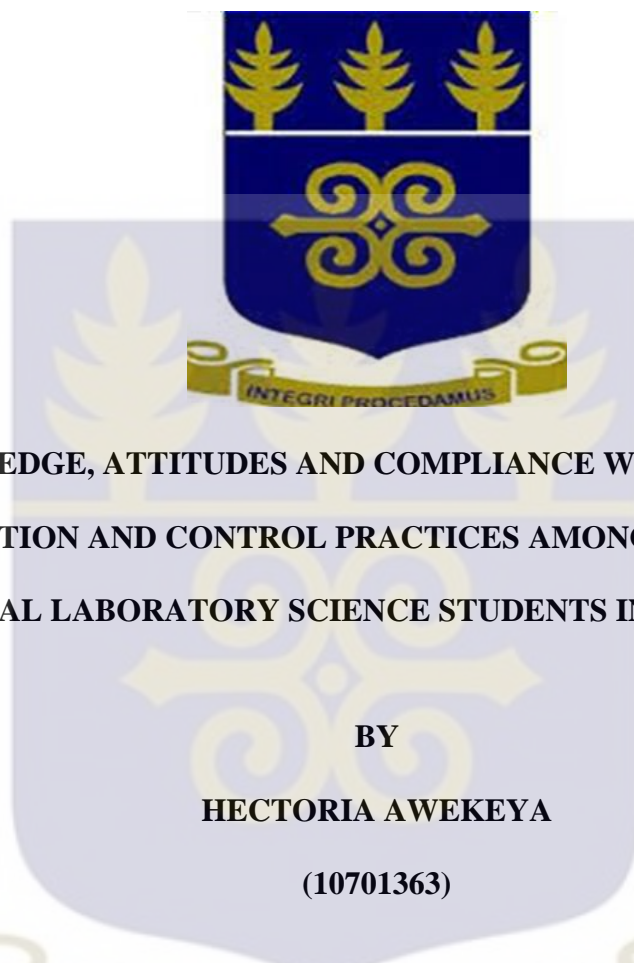 INTEGRI PROCEDAMUS
EDGE, ATTITUDES AND COMPLIANCE W
TION AND CONTROL PRACTICES AMONG
AL LABORATORY SCIENCE STUDENTS IN
BY
HECTORIA AWEKEYA
(10701363)